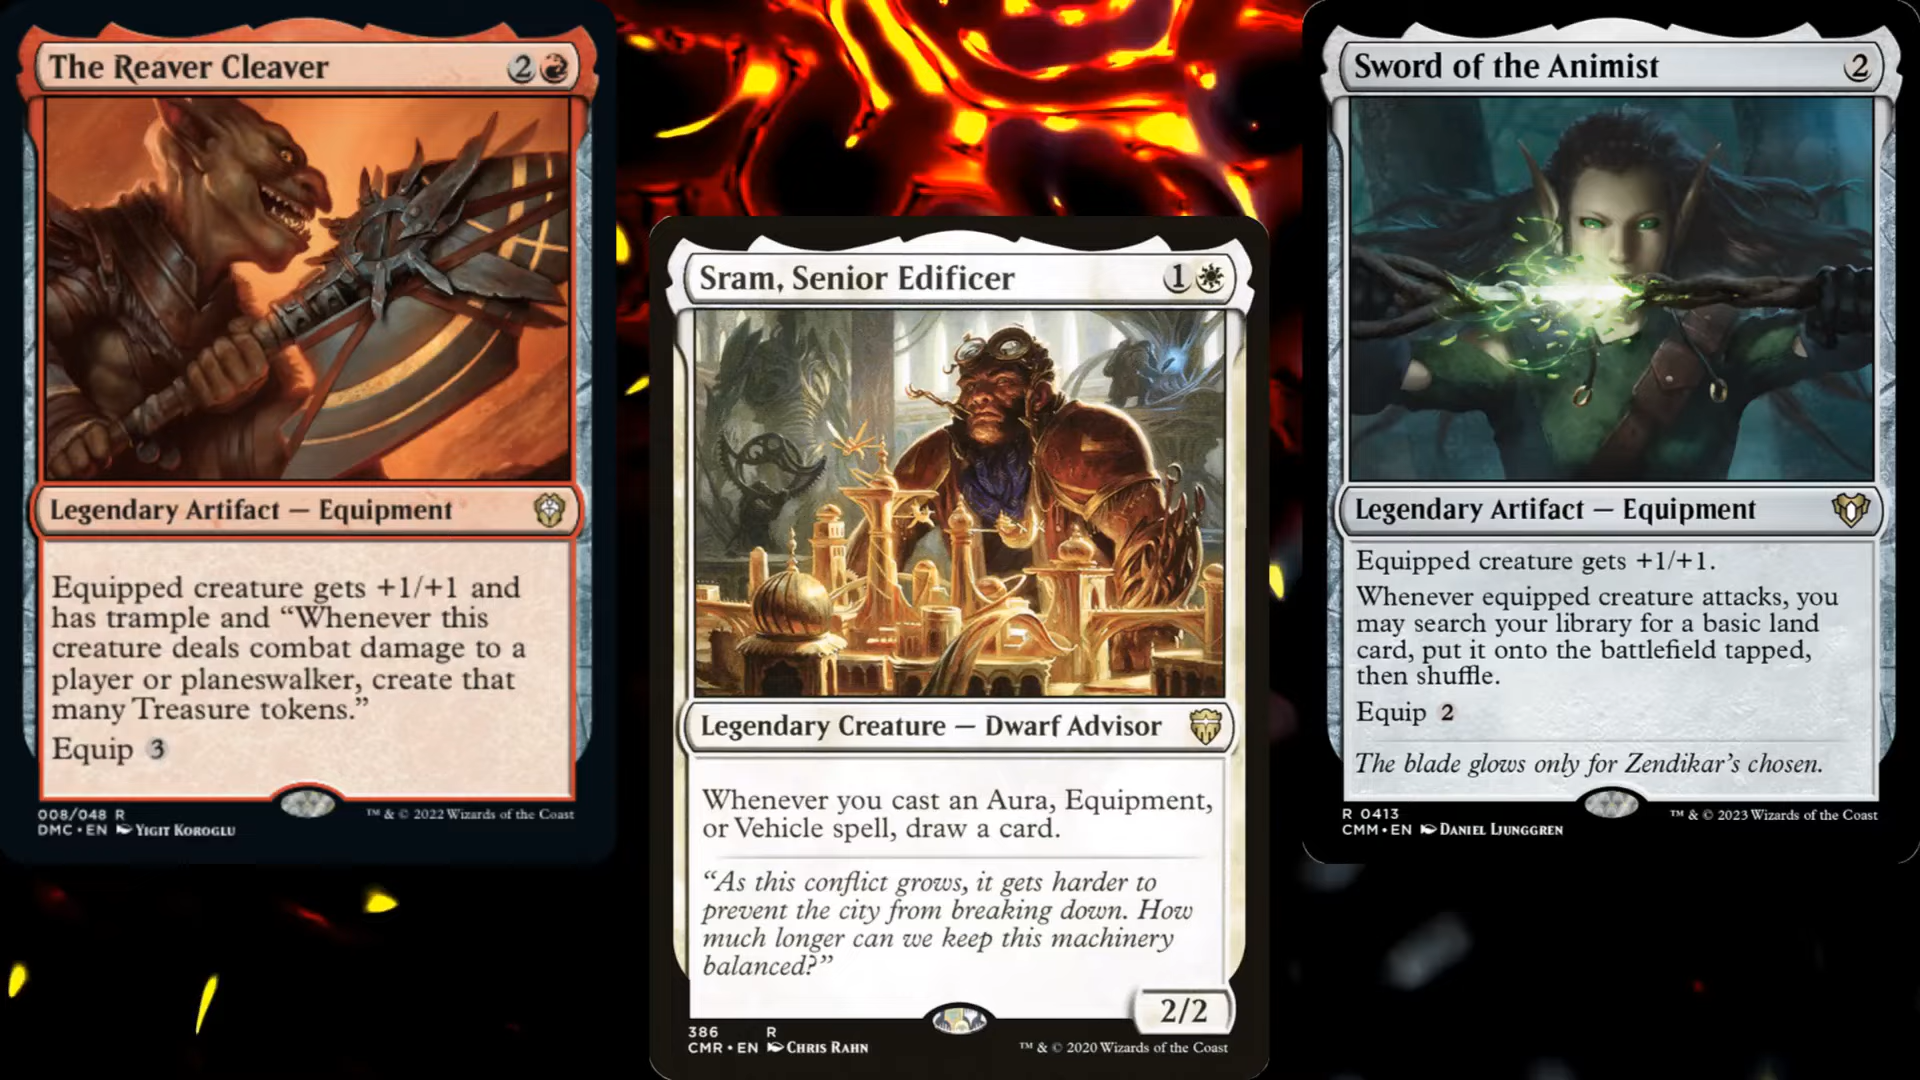 The Reaver Cleaver
2
Legendary Artifact — Equipment
Equipped creature gets +1/+1 and
has trample and “Whenever this
creature deals combat damage to a
player or planeswalker, create that
many Treasure tokens.”
Equip 3
008/048 R
DMC • EN Yigit Koroglu
™ & © 2022 Wizards of the Coast
Sram, Senior Edificer
1
Legendary Creature — Dwarf Advisor
Whenever you cast an Aura, Equipment,
or Vehicle spell, draw a card.
“As this conflict grows, it gets harder to
prevent the city from breaking down. How
much longer can we keep this machinery
balanced?”
2/2
386 R
CMR • EN Chris Rahn
™ & © 2020 Wizards of the Coast
Sword of the Animist
2
Legendary Artifact — Equipment
Equipped creature gets +1/+1.
Whenever equipped creature attacks, you
may search your library for a basic land
card, put it onto the battlefield tapped,
then shuffle.
Equip 2
The blade glows only for Zendikar’s chosen.
R 0413
CMM • EN Daniel Ljunggren
™ & © 2023 Wizards of the Coast